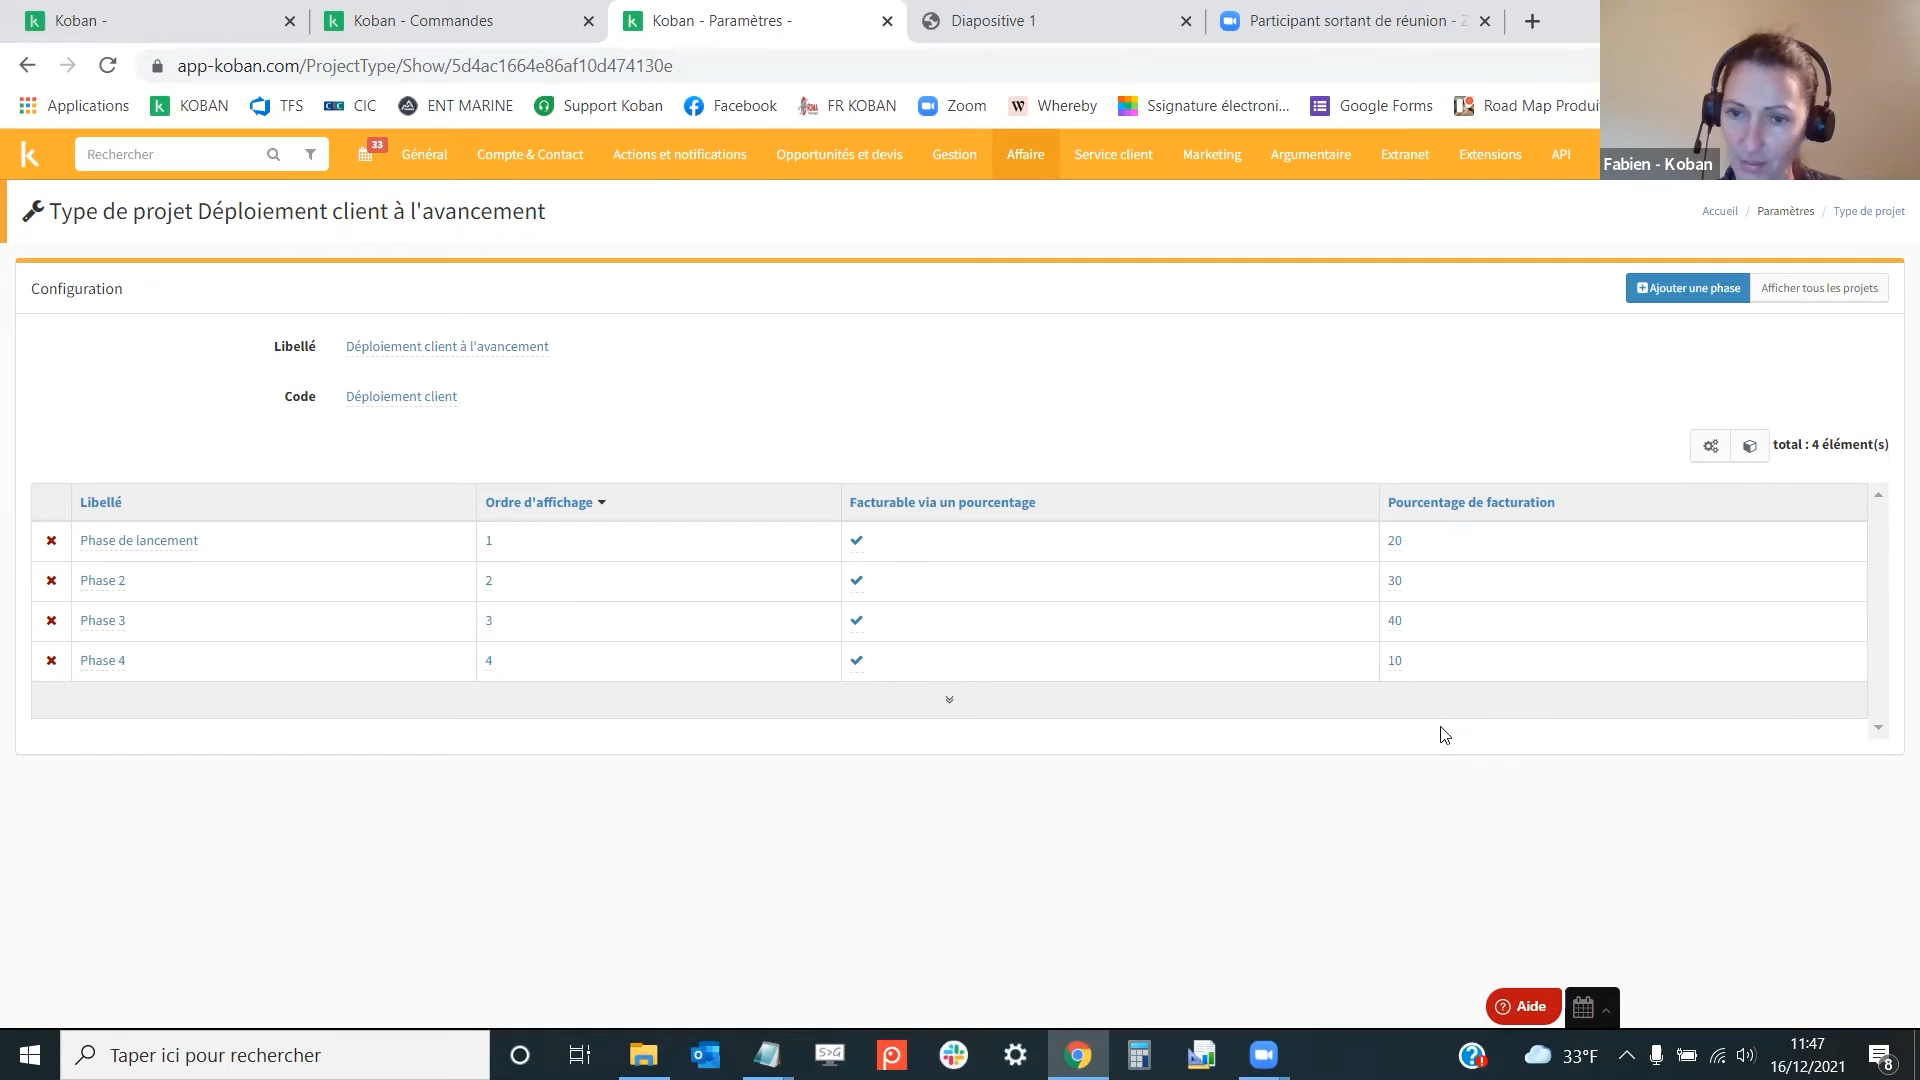 Koban -
Koban - Commandes
Koban - Paramètres -
Diapositive 1
Participant sortant de réunion - Z
app-koban.com/ProjectType/Show/5d4ac1664e86af10d474130e
Applications
KOBAN
TFS
CIC
ENT MARINE
Support Koban
Facebook
FR KOBAN
Zoom
Whereby
Ssignature électroni...
Google Forms
Road Map Produi
Rechercher
33
Général
Compte & Contact
Actions et notifications
Opportunités et devis
Gestion
Affaire
Service client
Marketing
Argumentaire
Extranet
Extensions
API
Fabien - Koban
Type de projet Déploiement client à l'avancement
Accueil / Paramètres / Type de projet
Configuration
Ajouter une phase
Afficher tous les projets
Libellé Déploiement client à l'avancement
Code Déploiement client
total : 4 élément(s)
Libellé Ordre d'affichage Facturable via un pourcentage Pourcentage de facturation
Phase de lancement 1 20
Phase 2 2 30
Phase 3 3 40
Phase 4 4 10
Aide
Taper ici pour rechercher
33°F
11:47
16/12/2021
8